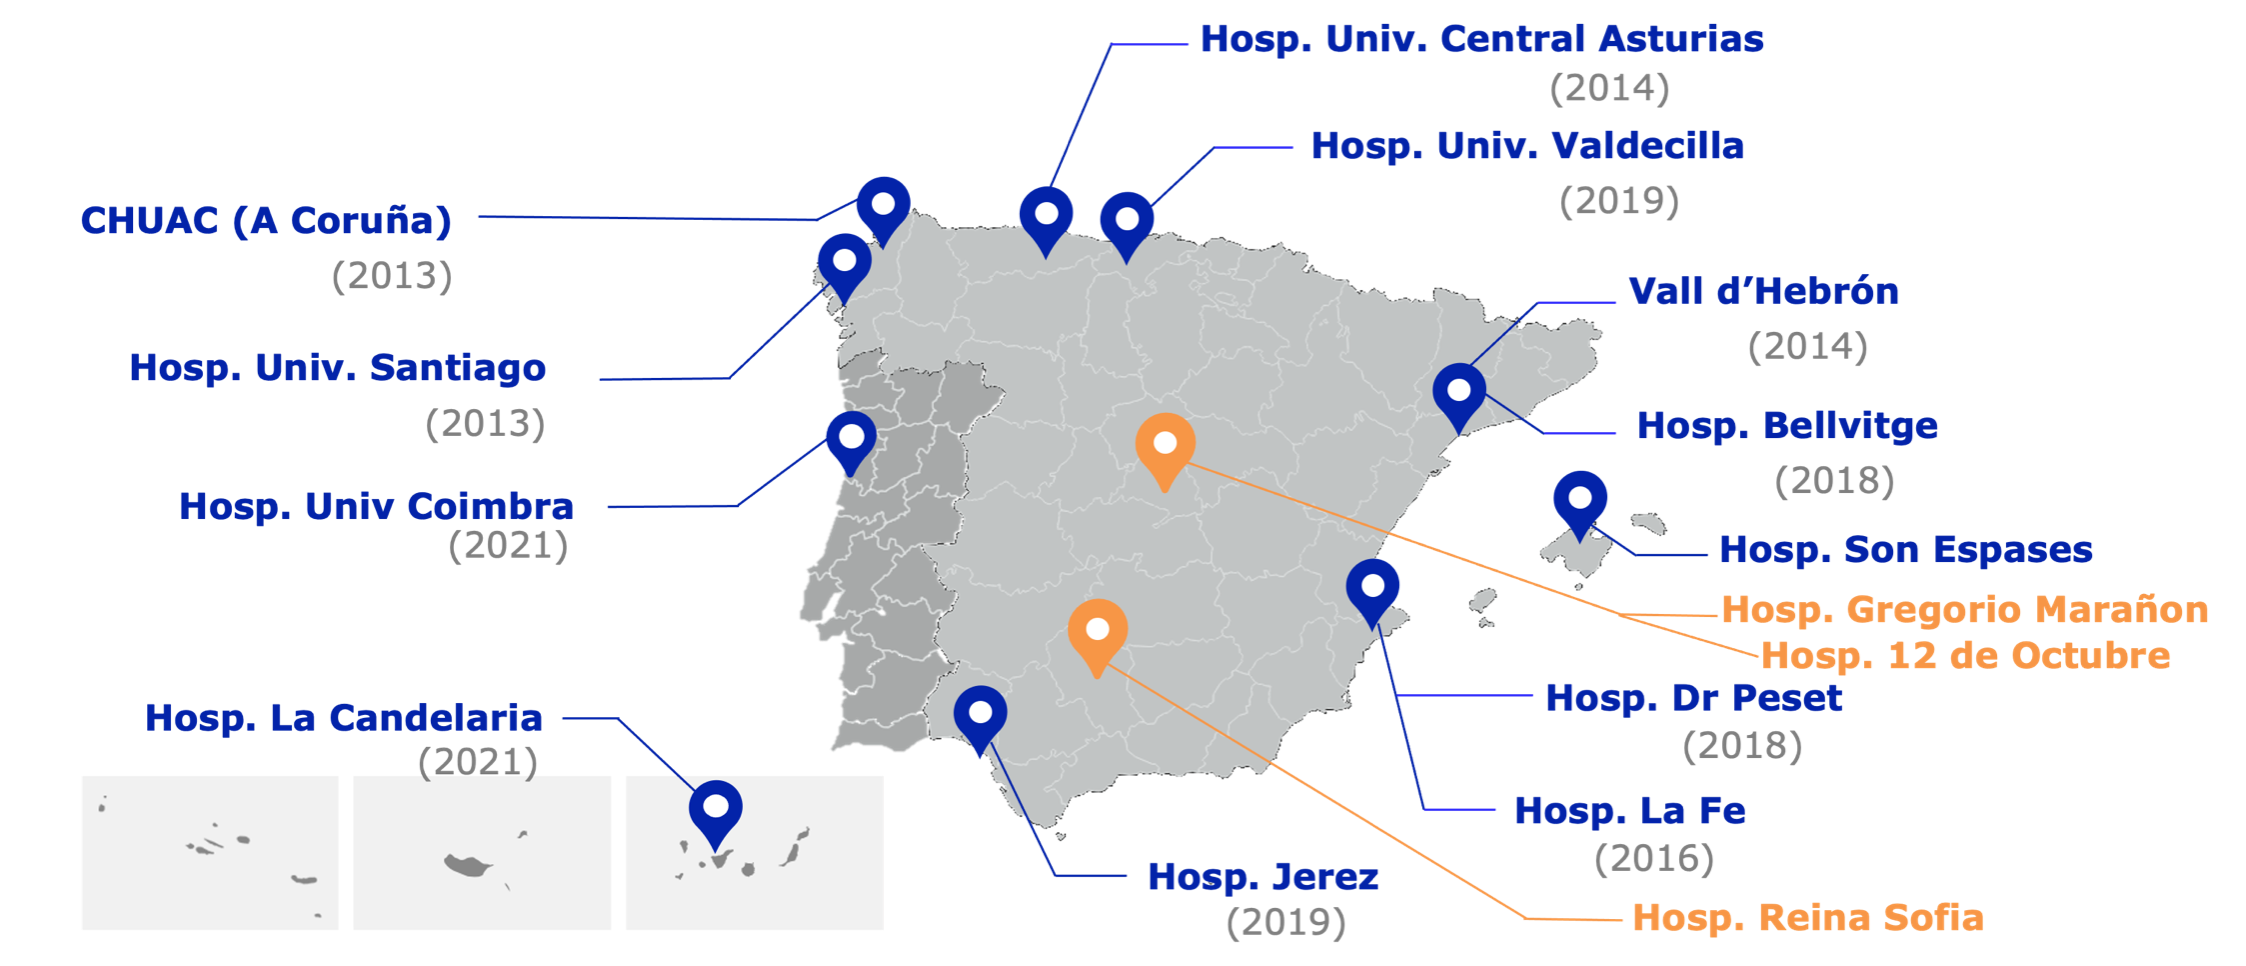 Hosp. Univ. Central Asturias
(2014)
Hosp. Univ. Valdecilla
(2019)
CHUAC (A Coruña)
(2013)
Vall d’Hebrón
(2014)
Hosp. Univ. Santiago
(2013)
Hosp. Bellvitge
(2018)
Hosp. Univ Coimbra
(2021)
Hosp. Son Espases
Hosp. Gregorio Marañon
Hosp. 12 de Octubre
Hosp. Dr Peset
(2018)
Hosp. La Candelaria
(2021)
Hosp. La Fe
(2016)
Hosp. Jerez
(2019)
Hosp. Reina Sofia